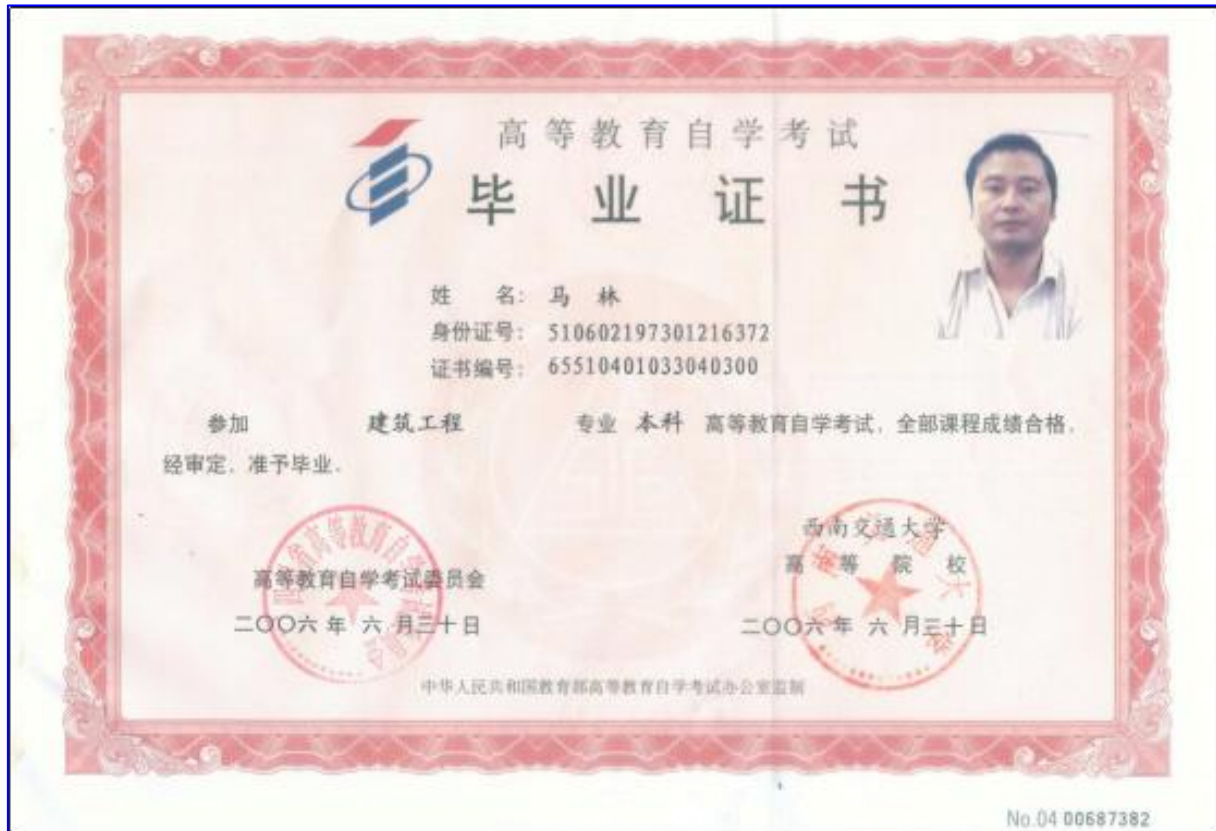 高等教育自学考试
毕业证书
姓 名: 马 林
身份证号: 510602197301216372
证书编号: 65510401033040300
参加 建筑工程 专业 本科 高等教育自学考试, 全部课程成绩合格,
经审定, 准予毕业.
高等教育自学考试委员会
二〇〇六 年 六 月三十日
西南交通大学
高 等 院 校
二〇〇六 年 六 月三十日
中华人民共和国教育部高等教育自学考试办公室监制
No.04 00687382